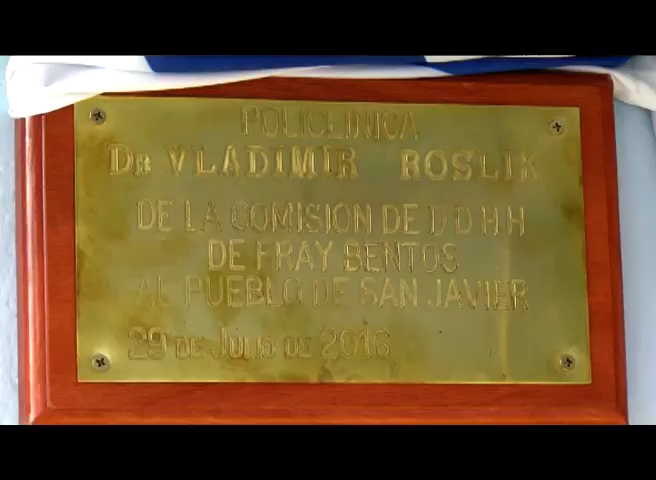 POLICLINICA
DR VLADIMIR ROSLIK
DE LA COMISION DE DDHH
DE FRAY BENTOS
AL PUEBLO DE SAN JAVIER
29 DE JULIO DE 2016